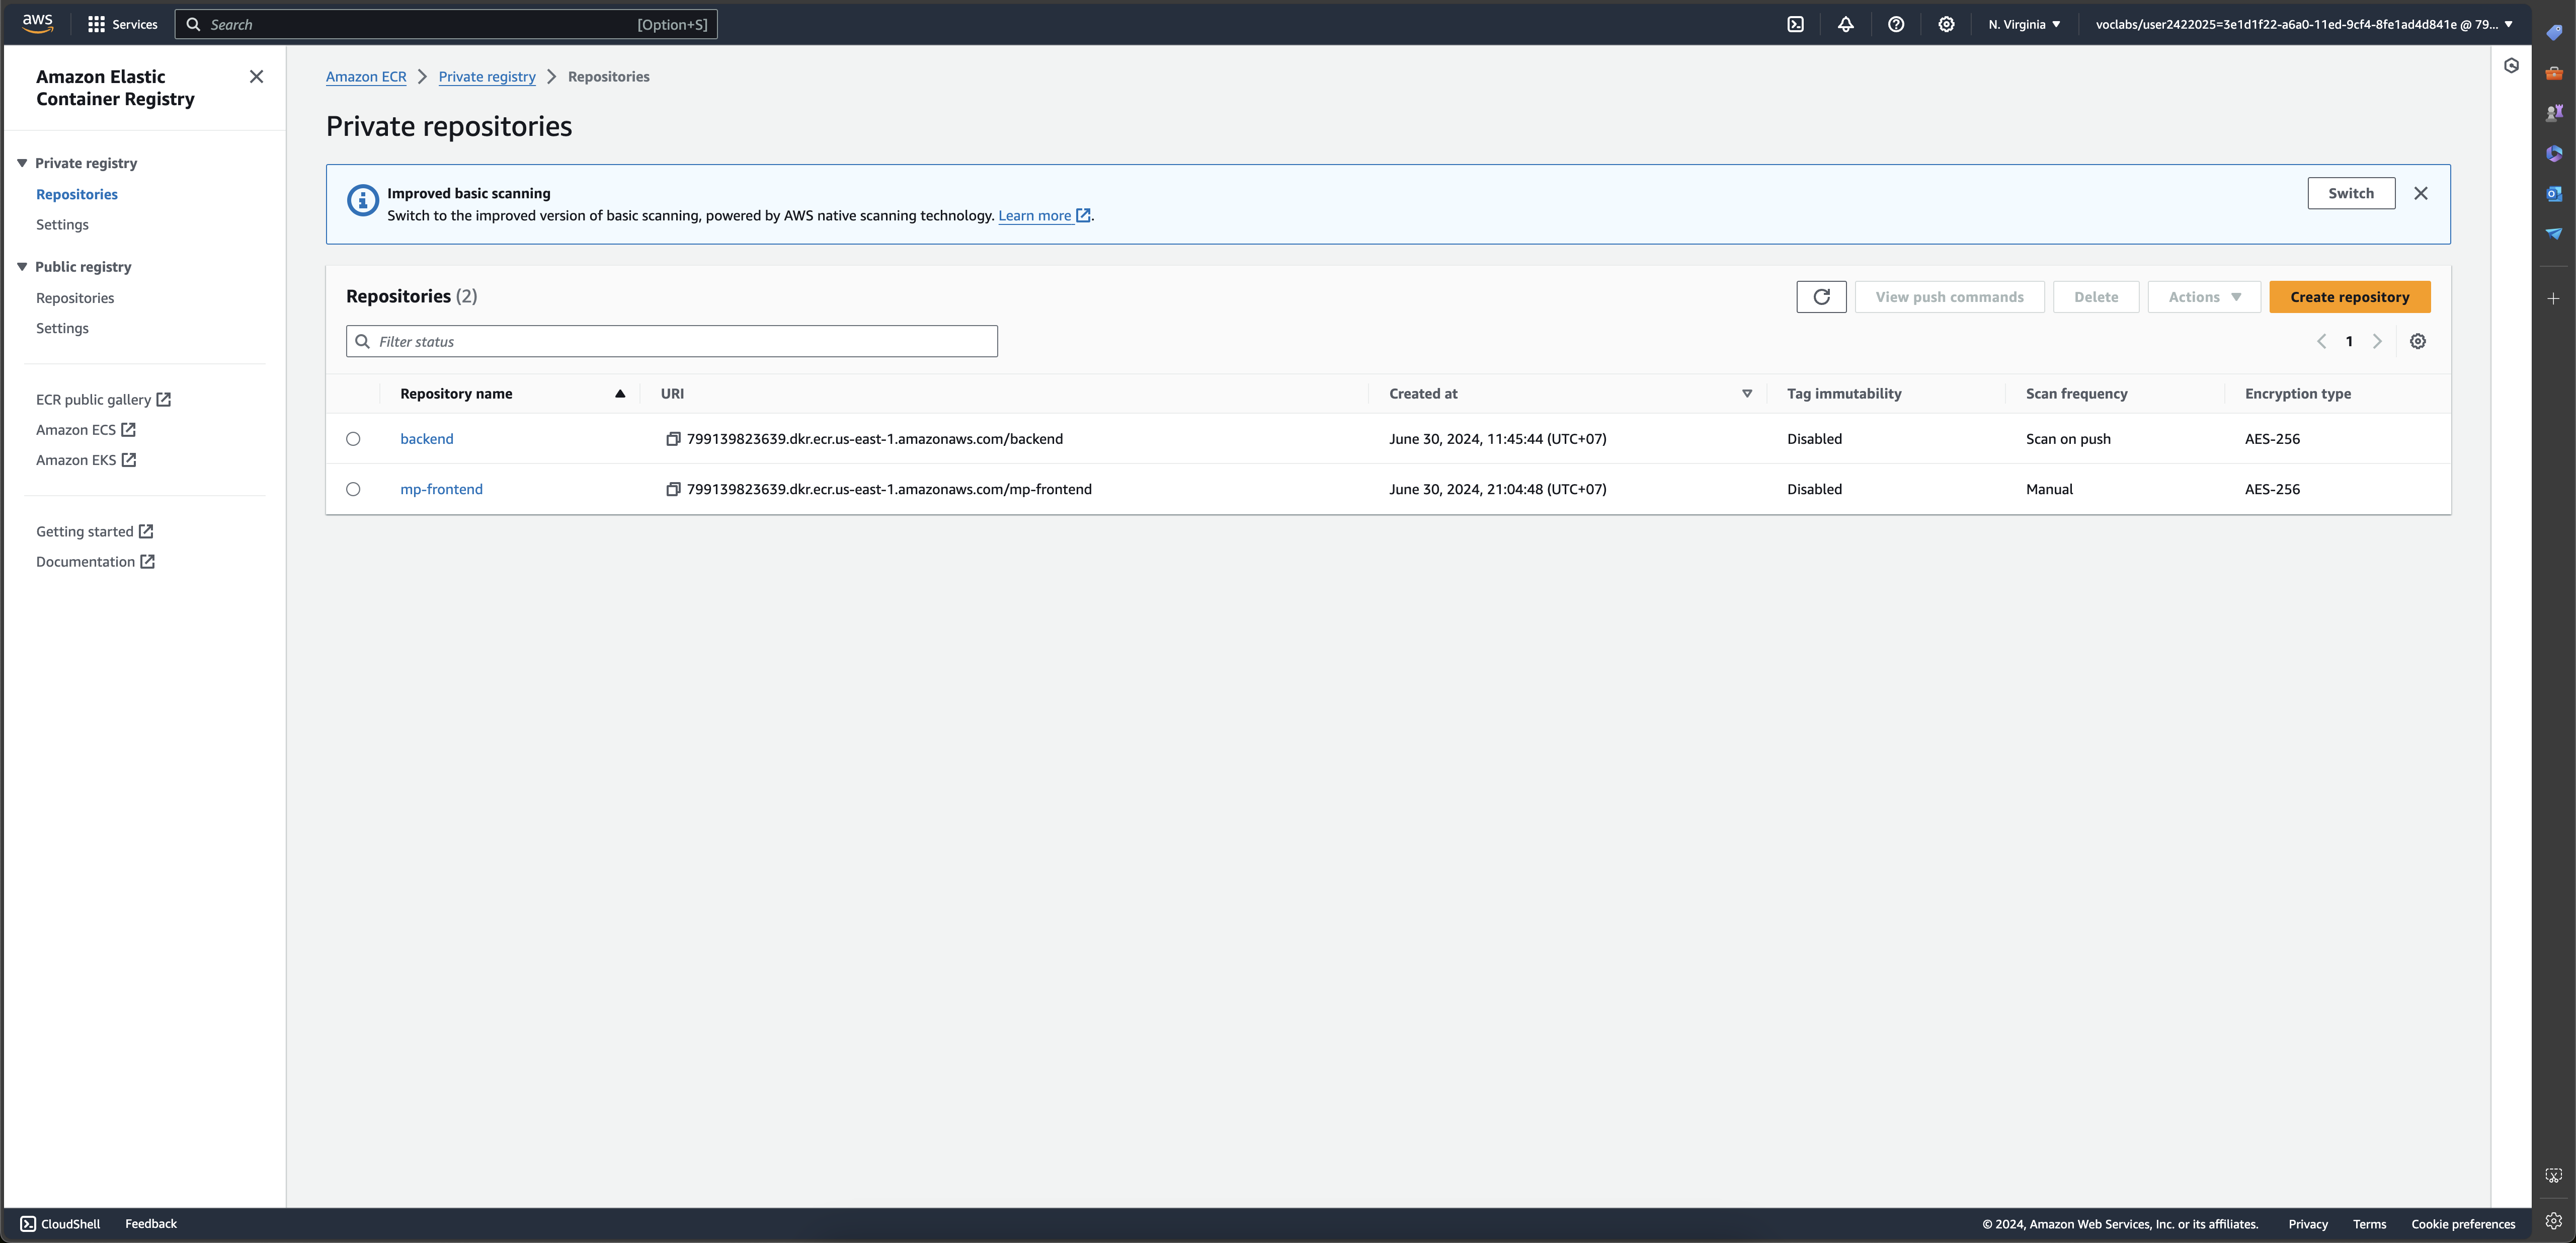 aws
Services
Search
[Option+S]
N. Virginia
voclabs/user2422025=3e1d1f22-a6a0-11ed-9cf4-8fe1ad4d841e @ 79...
Amazon Elastic
Container Registry
Private registry
Repositories
Settings
Public registry
Repositories
Settings
ECR public gallery
Amazon ECS
Amazon EKS
Getting started
Documentation
Amazon ECR
Private registry
Repositories
Private repositories
Improved basic scanning
Switch to the improved version of basic scanning, powered by AWS native scanning technology. Learn more.
Switch
Repositories (2)
View push commands
Delete
Actions
Create repository
Filter status
1
Repository name
URI
Created at
Tag immutability
Scan frequency
Encryption type
backend
799139823639.dkr.ecr.us-east-1.amazonaws.com/backend
June 30, 2024, 11:45:44 (UTC+07)
Disabled
Scan on push
AES-256
mp-frontend
799139823639.dkr.ecr.us-east-1.amazonaws.com/mp-frontend
June 30, 2024, 21:04:48 (UTC+07)
Disabled
Manual
AES-256
CloudShell
Feedback
© 2024, Amazon Web Services, Inc. or its affiliates.
Privacy
Terms
Cookie preferences